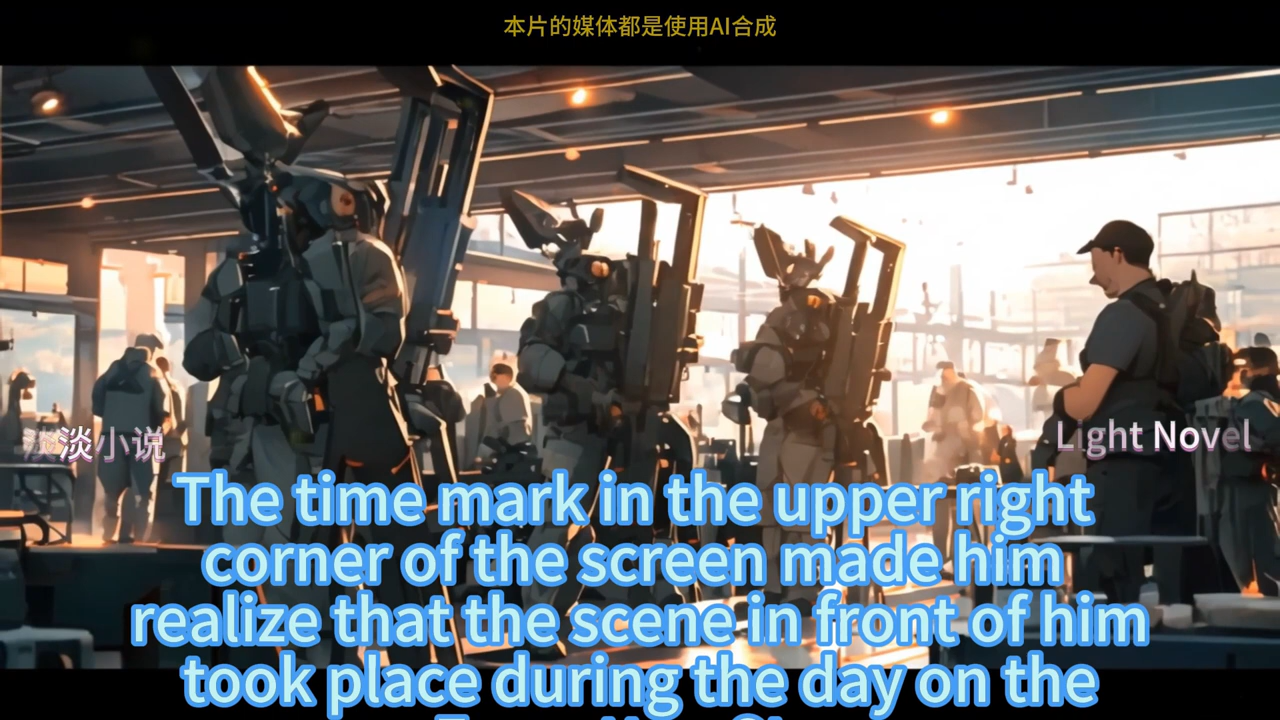 本片的媒体都是使用AI合成
淡淡小说
Light Novel
The time mark in the upper right
corner of the screen made him
realize that the scene in front of him
took place during the day on the